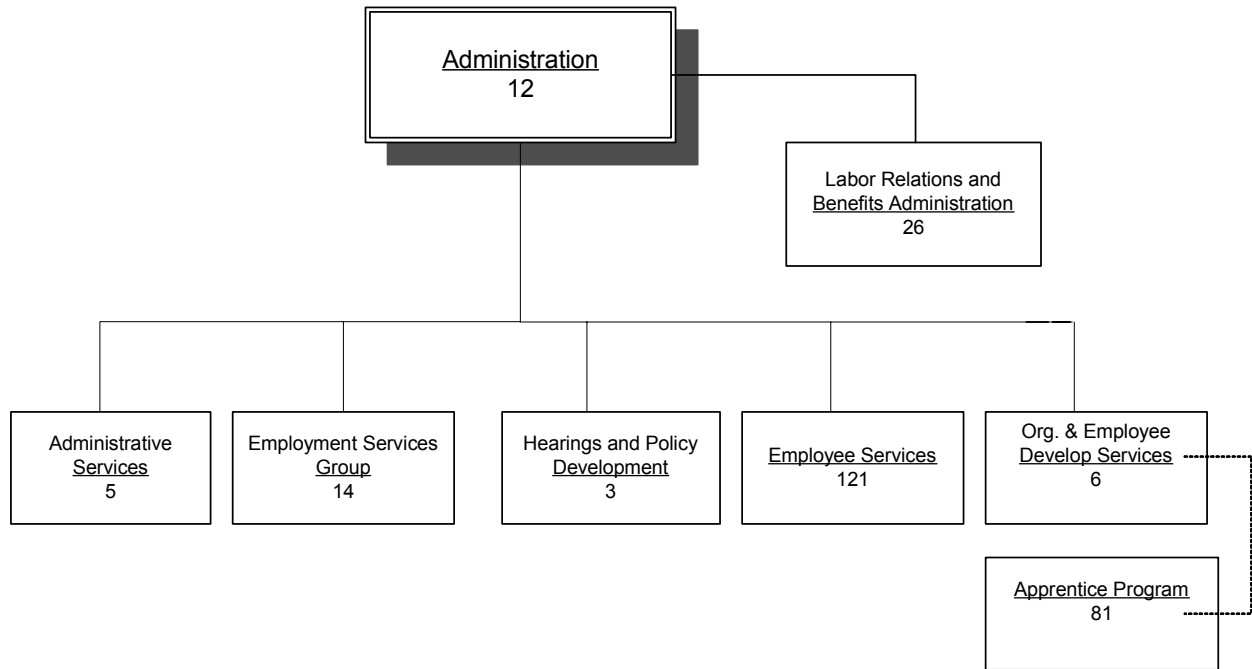 Administration
12
Labor Relations and
Benefits Administration
26
Administrative
Services
5
Employment Services
Group
14
Hearings and Policy
Development
3
Employee Services
121
Org. & Employee
Develop Services
6
Apprentice Program
81